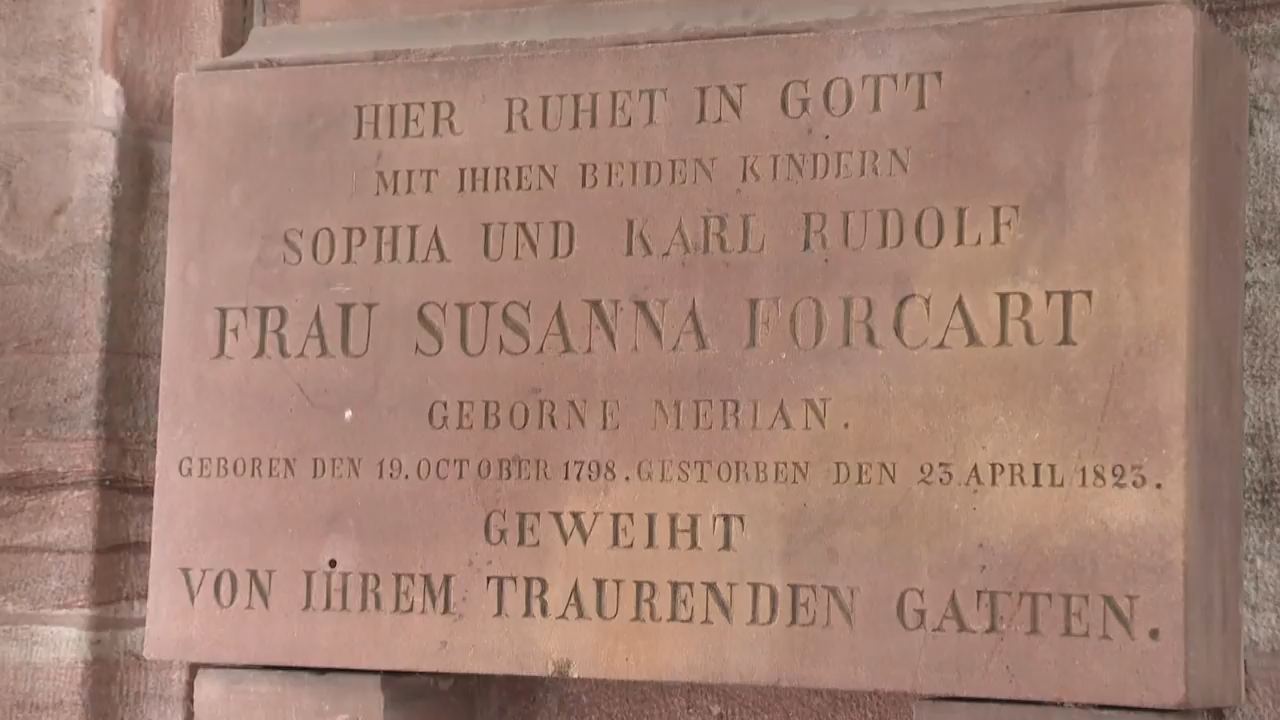 HIER RUHET IN GOTT
MIT IHREN BEIDEN KINDERN
SOPHIA UND KARL RUDOLF
FRAU SUSANNA FORCART
GEBORNE MERIAN.
GEBOREN DEN 19. OCTOBER 1798. GESTORBEN DEN 23. APRIL 1823.
GEWEIHT
VON IHREM TRAURENDEN GATTEN.